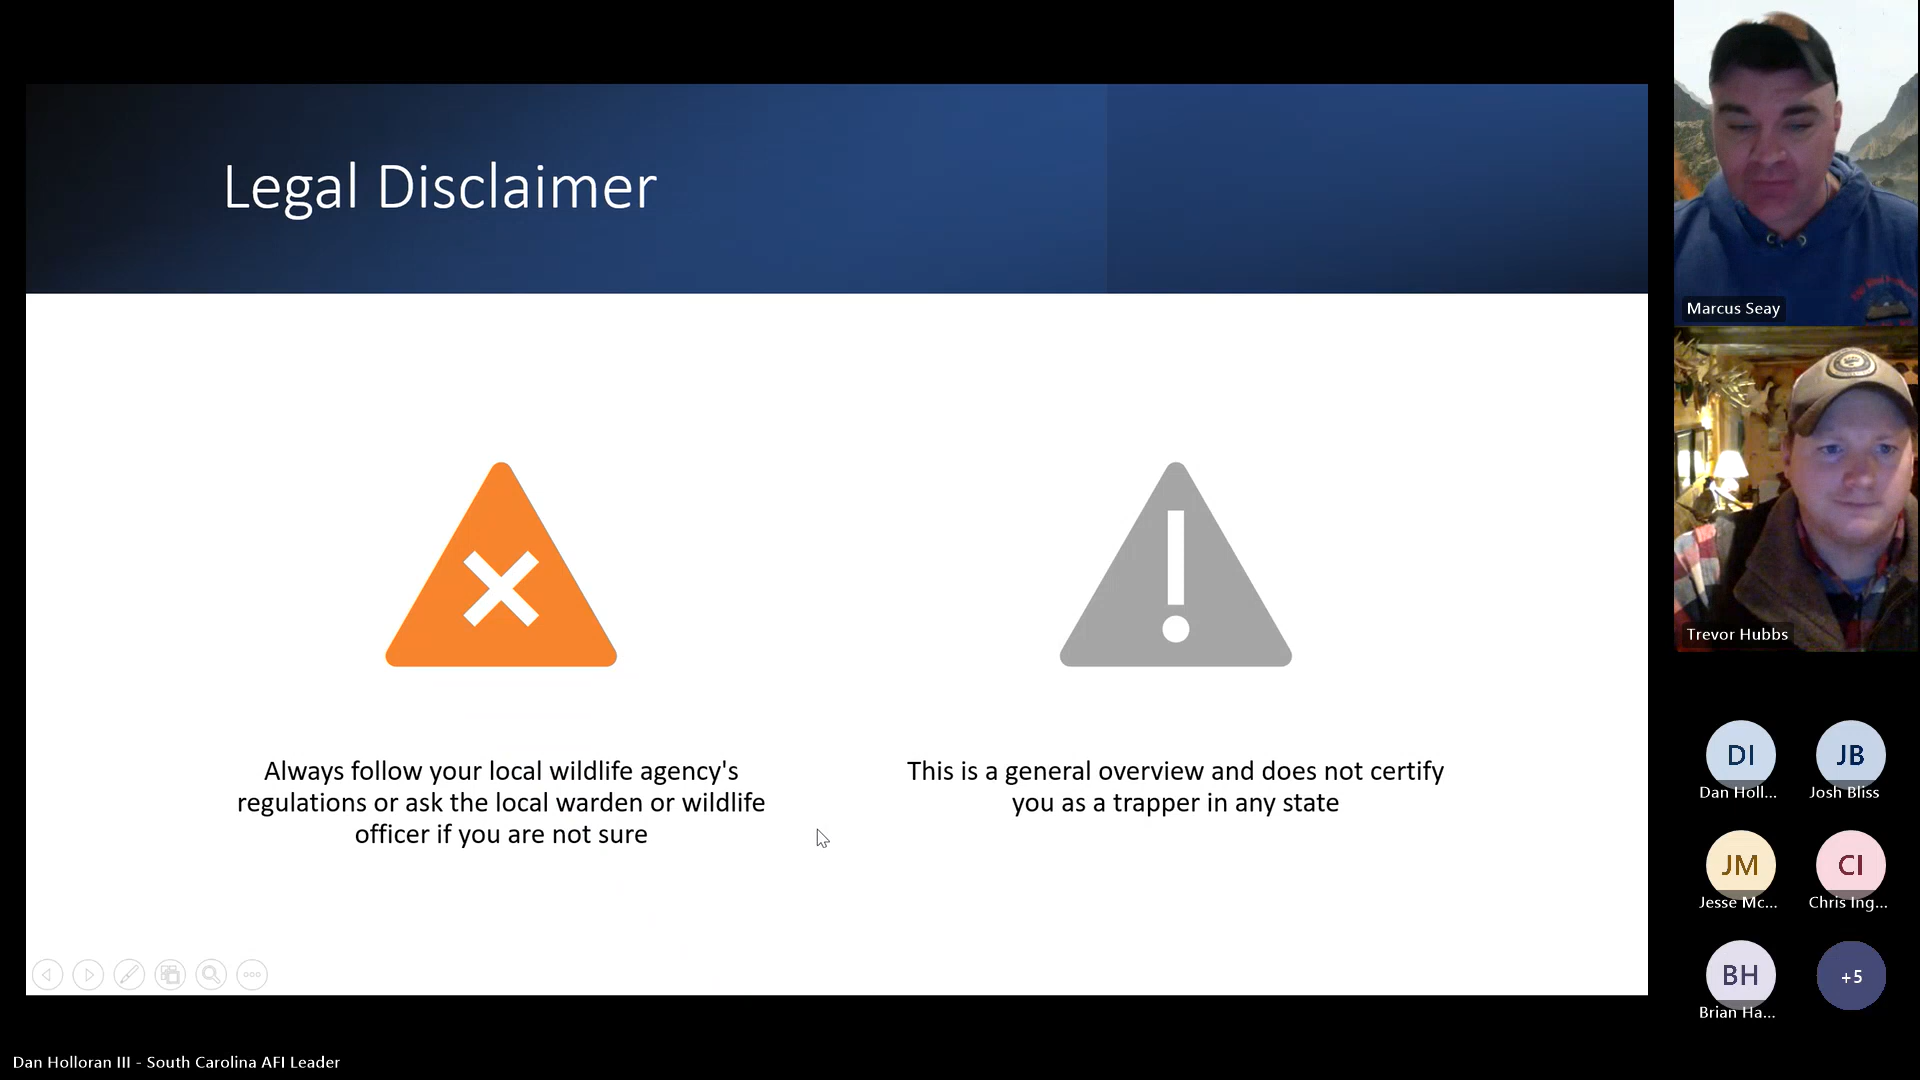 Legal Disclaimer
Always follow your local wildlife agency's
regulations or ask the local warden or wildlife
officer if you are not sure
This is a general overview and does not certify
you as a trapper in any state
Marcus Seay
Trevor Hubbs
DI
Dan Holl...
JB
Josh Bliss
JM
Jesse Mc...
CI
Chris Ing...
BH
Brian Ha...
+5
Dan Holloran III - South Carolina AFI Leader